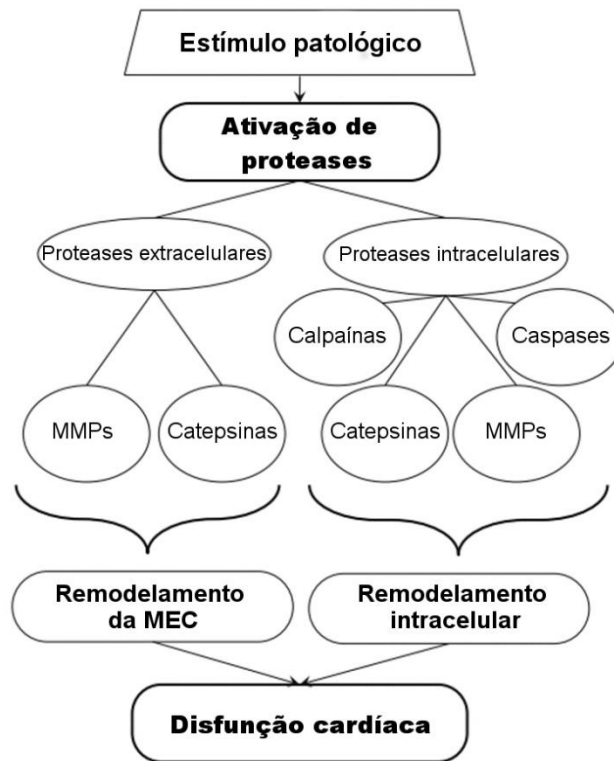 Estímulo patológico
Ativação de
proteases
Proteases extracelulares
Proteases intracelulares
Calpaínas
Caspases
MMPs
Catepsinas
Catepsinas
MMPs
Remodelamento
da MEC
Remodelamento
intracelular
Disfunção cardíaca